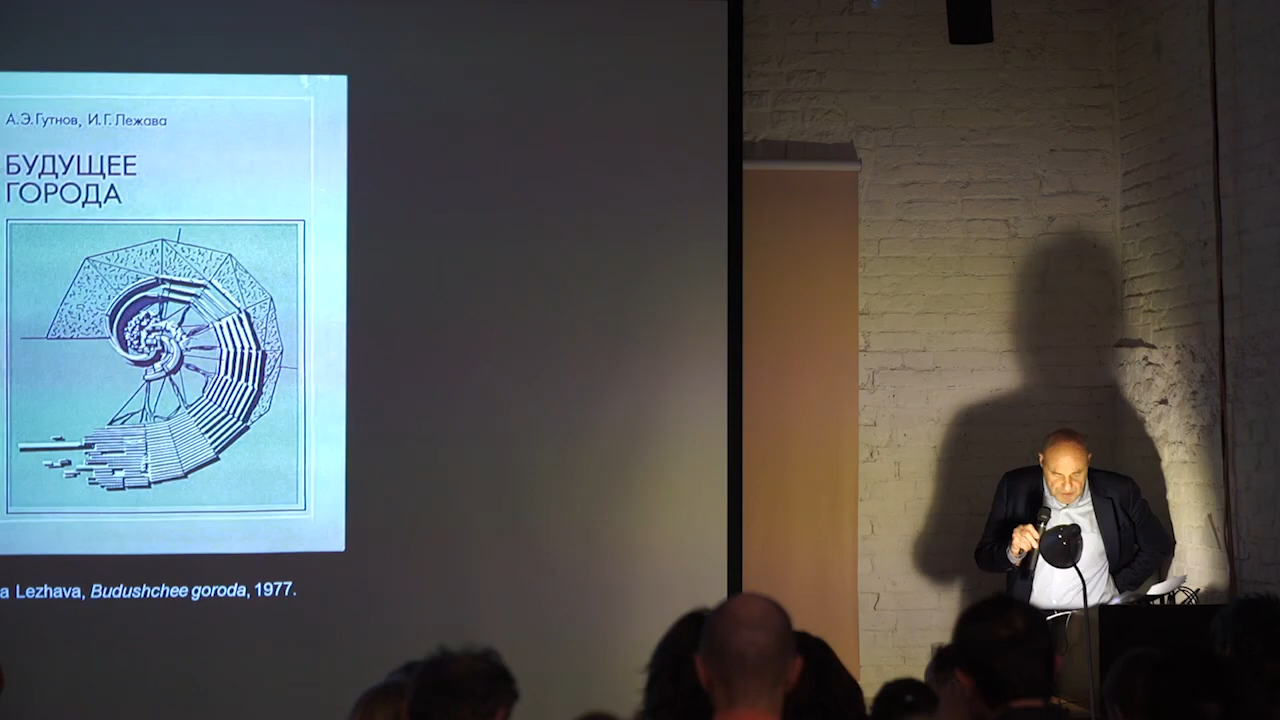 А.Э.Гутнов, И.Г.Лежава
БУДУЩЕЕ
ГОРОДА
a Lezhava, Budushchee goroda, 1977.